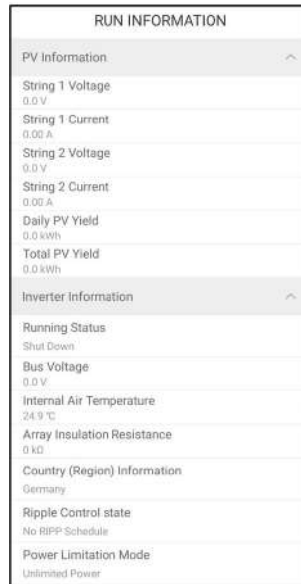 RUN INFORMATION
PV Information
String 1 Voltage
0.0 V
String 1 Current
0.00 A
String 2 Voltage
0.0 V
String 2 Current
0.00 A
Daily PV Yield
0.0 kWh
Total PV Yield
0.0 kWh
Inverter Information
Running Status
Shut Down
Bus Voltage
0.0 V
Internal Air Temperature
24.9 ℃
Array Insulation Resistance
0 kΩ
Country (Region) Information
Germany
Ripple Control state
No RIPP Schedule
Power Limitation Mode
Unlimited Power